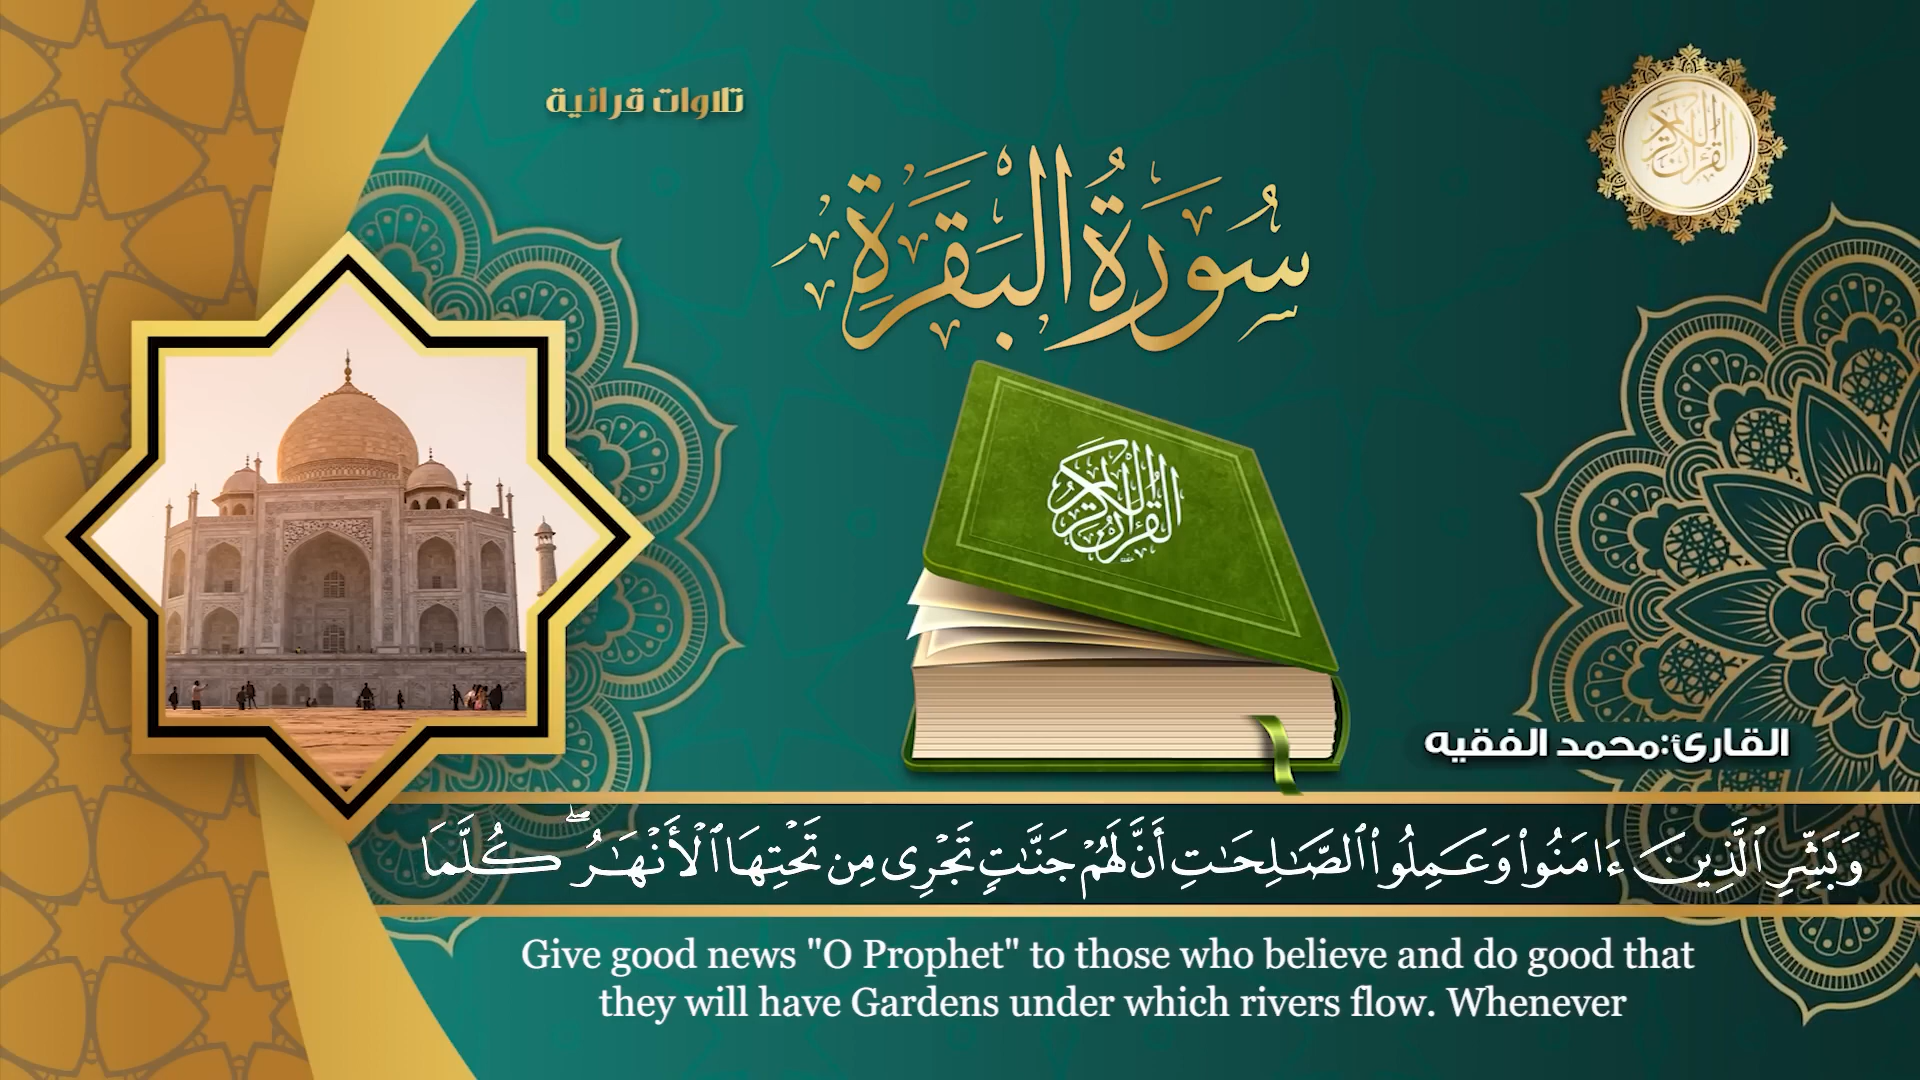 تلاوات قرانية
سُورَةُ البَقَرَةِ
القرآن الكريم
القرآن الكريم
القارئ:محمد الفقيه
وَبَشِّرِ ٱلَّذِينَ ءَامَنُوا۟ وَعَمِلُوا۟ ٱلصَّـٰلِحَـٰتِ أَنَّ لَهُمْ جَنَّـٰتٍ تَجْرِى مِن تَحْتِهَا ٱلْأَنْهَـٰرُ ۖ كُلَّمَا
Give good news "O Prophet" to those who believe and do good that
they will have Gardens under which rivers flow. Whenever